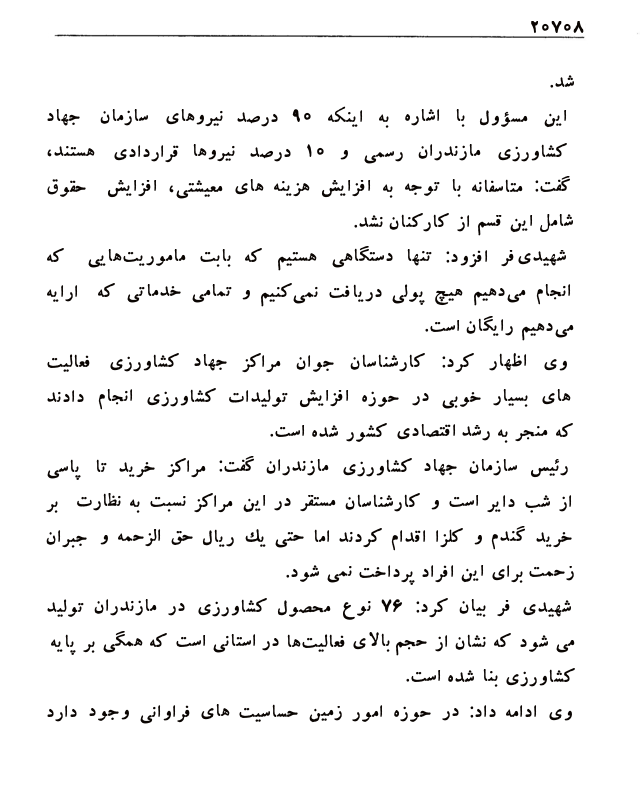 ۲۰۷۰۸
شد.
این مسؤول با اشاره به اینکه ۹۰ درصد نیروهای سازمان جهاد
کشاورزی مازندران رسمی و ۱۰ درصد نیروها قراردادی هستند،
گفت: متاسفانه با توجه به افزایش هزینه های معیشتی، افزایش حقوق
شامل این قسم از کارکنان نشد.
شهیدی‌فر افزود: تنها دستگاهی هستیم که بابت ماموریت‌هایی که
انجام می‌دهیم هیچ پولی دریافت نمی‌کنیم و تمامی خدماتی که ارایه
می‌دهیم رایگان است.
وی اظهار کرد: کارشناسان جوان مراکز جهاد کشاورزی فعالیت
های بسیار خوبی در حوزه افزایش تولیدات کشاورزی انجام دادند
که منجر به رشد اقتصادی کشور شده است.
رئیس سازمان جهاد کشاورزی مازندران گفت: مراکز خرید تا پاسی
از شب دایر است و کارشناسان مستقر در این مراکز نسبت به نظارت بر
خرید گندم و کلزا اقدام کردند اما حتی یك ریال حق الزحمه و جبران
زحمت برای این افراد پرداخت نمی شود.
شهیدی فر بیان کرد: ۷۶ نوع محصول کشاورزی در مازندران تولید
می شود که نشان از حجم بالای فعالیت‌ها در استانی است که همگی بر پایه
کشاورزی بنا شده است.
وی ادامه داد: در حوزه امور زمین حساسیت های فراوانی وجود دارد